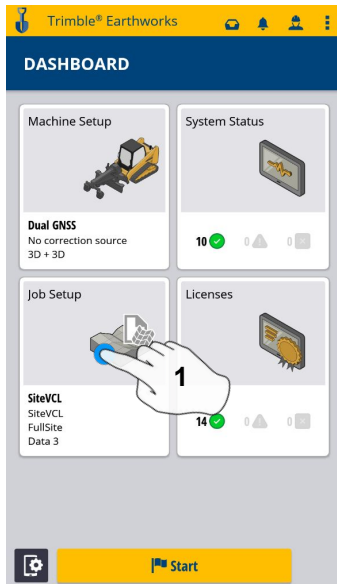 Trimble® Earthworks
DASHBOARD
Machine Setup
Dual GNSS
No correction source
3D + 3D
System Status
10 0 0
Job Setup
1
SiteVCL
SiteVCL
FullSite
Data 3
Licenses
14 0 0
Start